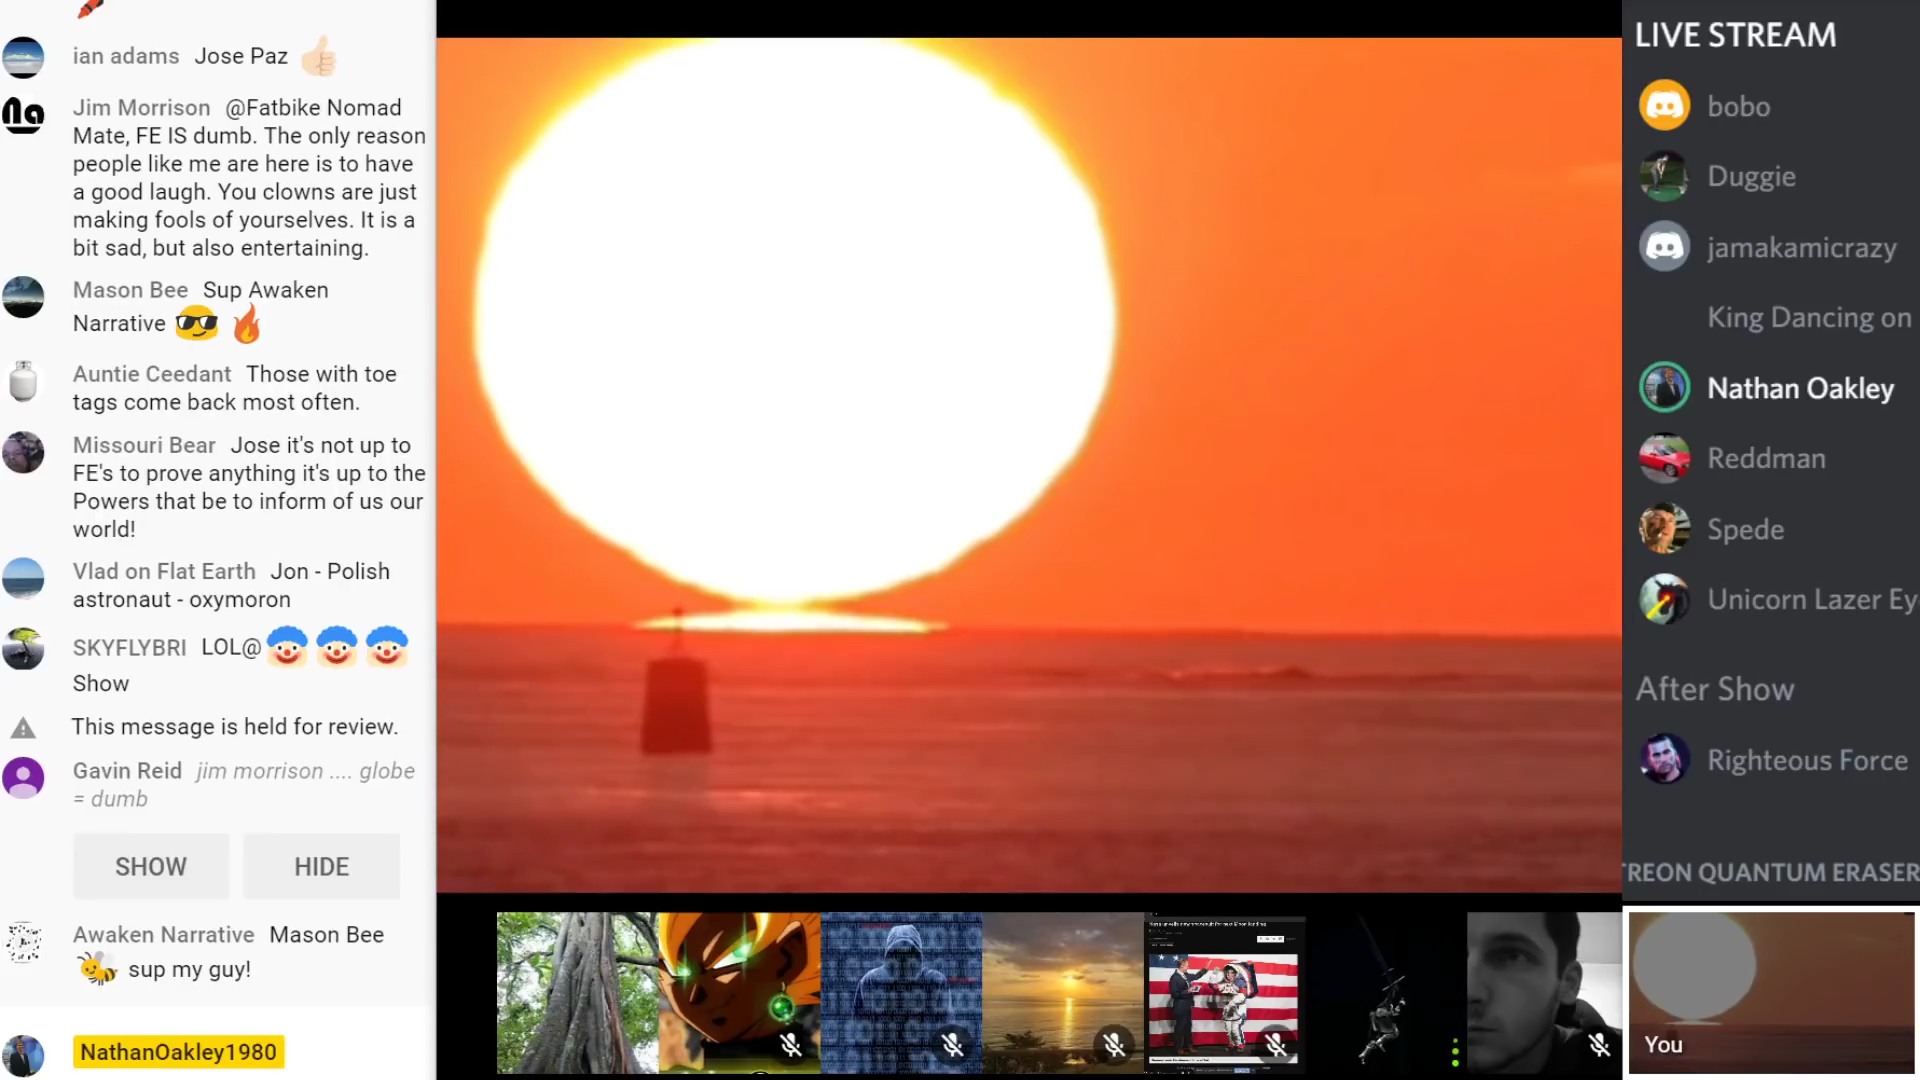 ian adams Jose Paz
Jim Morrison @Fatbike Nomad
Mate, FE IS dumb. The only reason
people like me are here is to have
a good laugh. You clowns are just
making fools of yourselves. It is a
bit sad, but also entertaining.
Mason Bee Sup Awaken
Narrative
Auntie Ceedant Those with toe
tags come back most often.
Missouri Bear Jose it's not up to
FE's to prove anything it's up to the
Powers that be to inform of us our
world!
Vlad on Flat Earth Jon - Polish
astronaut - oxymoron
SKYFLYBRI LOL@
Show
This message is held for review.
Gavin Reid jim morrison .... globe
= dumb
SHOW HIDE
Awaken Narrative Mason Bee
sup my guy!
NathanOakley1980
LIVE STREAM
bobo
Duggie
jamakamicrazy
King Dancing on
Nathan Oakley
Reddman
Spede
Unicorn Lazer Ey
After Show
Righteous Force
TREON QUANTUM ERASER
You